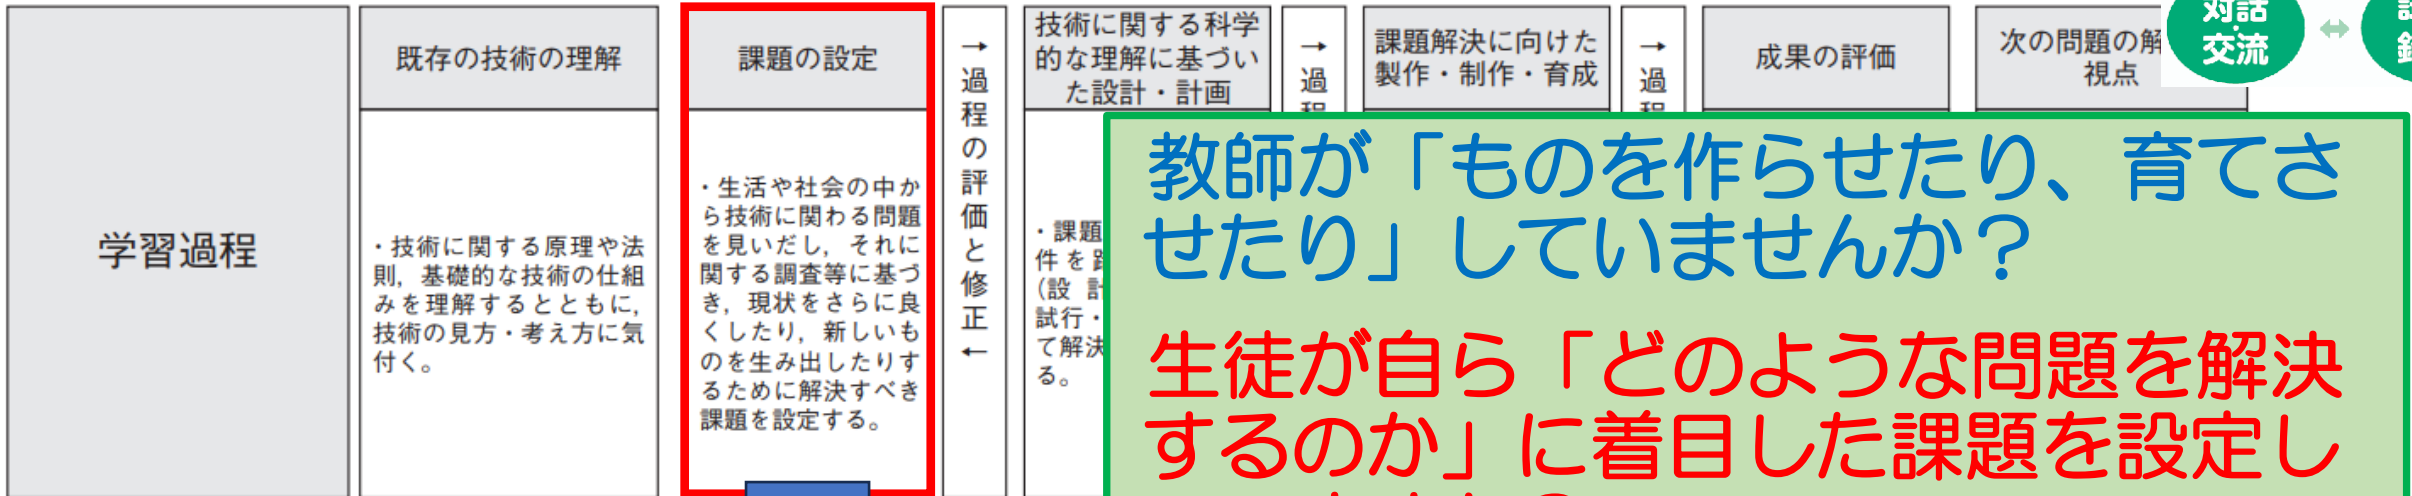 学習過程
既存の技術の理解
・技術に関する原理や法
則，基礎的な技術の仕組
みを理解するとともに，
技術の見方・考え方に気
付く。
課題の設定
・生活や社会の中か
ら技術に関わる問題
を見いだし，それに
関する調査等に基づ
き，現状をさらに良
くしたり，新しいも
のを生み出したりす
るために解決すべき
課題を設定する。
→過程の評価と修正←
技術に関する科学
的な理解に基づい
た設計・計画
・課題
件を
（設計
試行・
て解決
る。
→過程
課題解決に向けた
製作・制作・育成
→過程
成果の評価
次の問題の解
視点
対話
交流
教師が「ものを作らせたり、育てさ
せたり」していませんか？
生徒が自ら「どのような問題を解決
するのか」に着目した課題を設定し